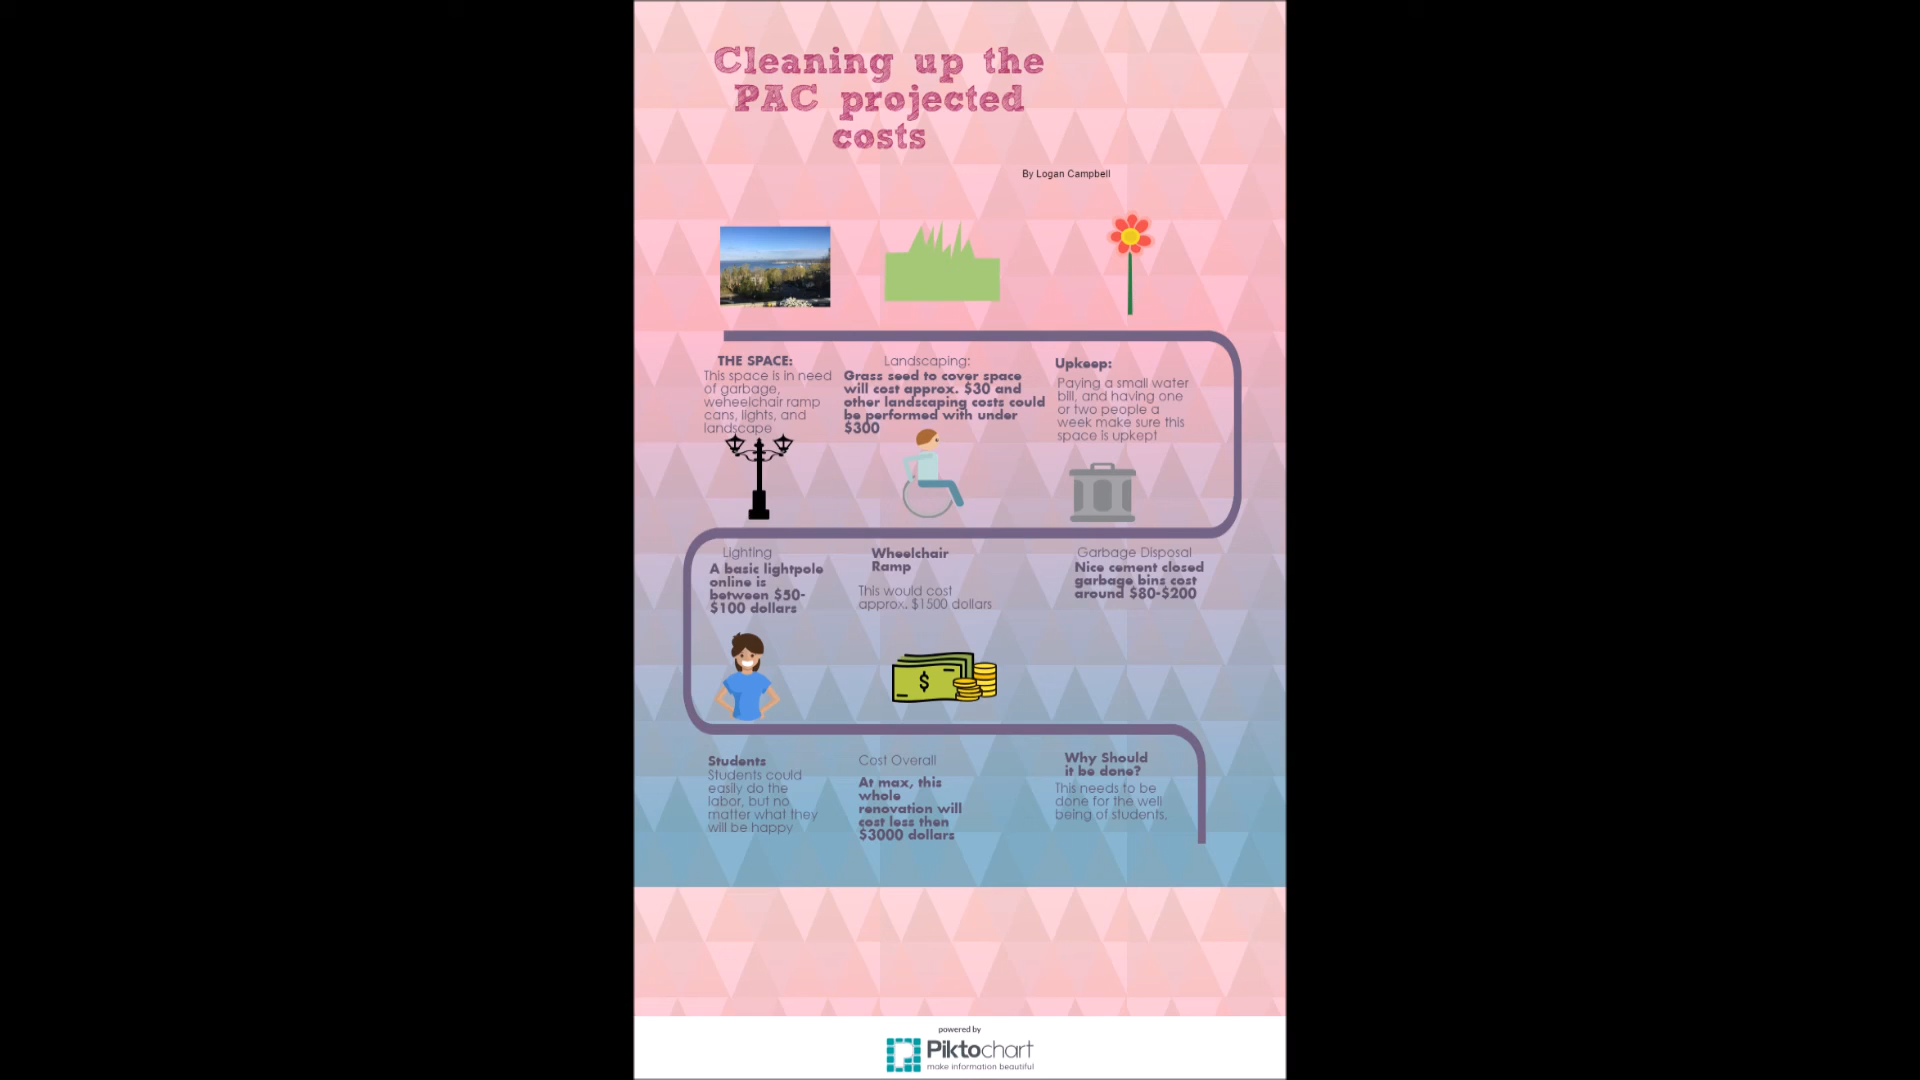 Cleaning up the
PAC projected
costs
By Logan Campbell
THE SPACE:
This space is in need
of garbage,
weheelchair ramp
cans, lights, and
landscape
Landscaping:
Grass seed to cover space
will cost approx. $30 and
other landscaping costs could
be performed with under
$300
Upkeep:
Paying a small water
bill, and having one
or two people a
week make sure this
space is upkept
Lighting
A basic lightpole
online is
between $50-
$100 dollars
Wheelchair
Ramp
This would cost
approx. $1500 dollars
Garbage Disposal
Nice cement closed
garbage bins cost
around $80-$200
$
Students
Students could
easily do the
labor, but no
matter what they
will be happy
Cost Overall
At max, this
whole
renovation will
cost less then
$3000 dollars
Why Should
it be done?
This needs to be
done for the well
being of students,
powered by
Piktochart
make information beautiful